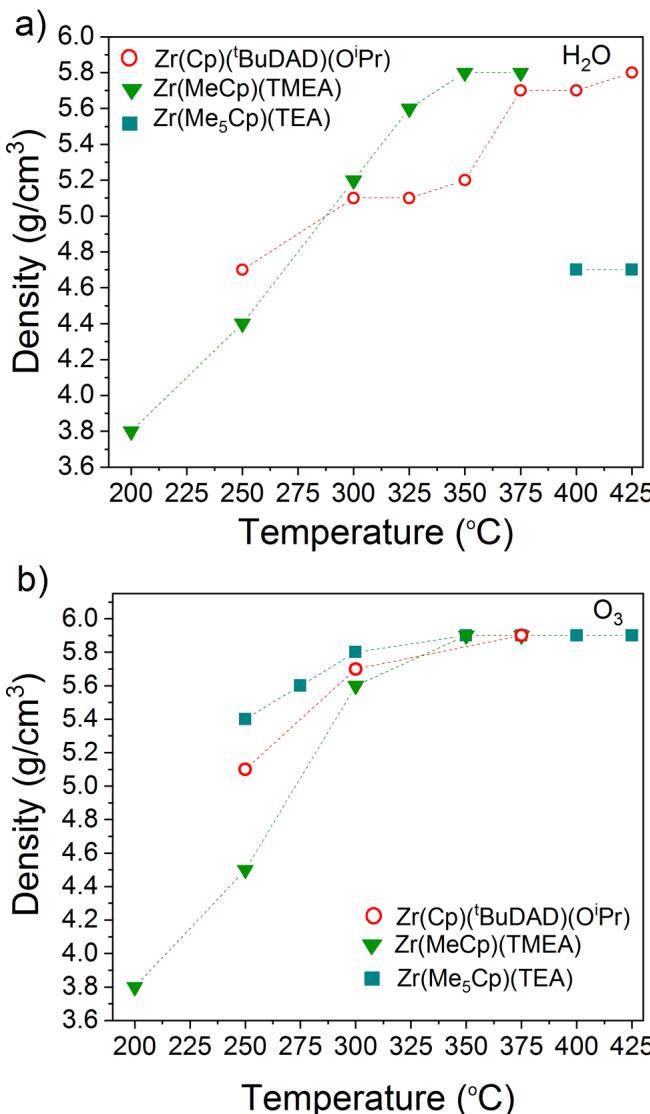 a)
6.0
5.8
5.6
5.4
5.2
5.0
4.8
4.6
4.4
4.2
4.0
3.8
3.6
Density (g/cm³)
Zr(Cp)(ᵗBuDAD)(OⁱPr)
Zr(MeCp)(TMEA)
Zr(Me₅Cp)(TEA)
H₂O
200 225 250 275 300 325 350 375 400 425
Temperature (°C)
b)
6.0
5.8
5.6
5.4
5.2
5.0
4.8
4.6
4.4
4.2
4.0
3.8
3.6
Density (g/cm³)
O₃
Zr(Cp)(ᵗBuDAD)(OⁱPr)
Zr(MeCp)(TMEA)
Zr(Me₅Cp)(TEA)
200 225 250 275 300 325 350 375 400 425
Temperature (°C)